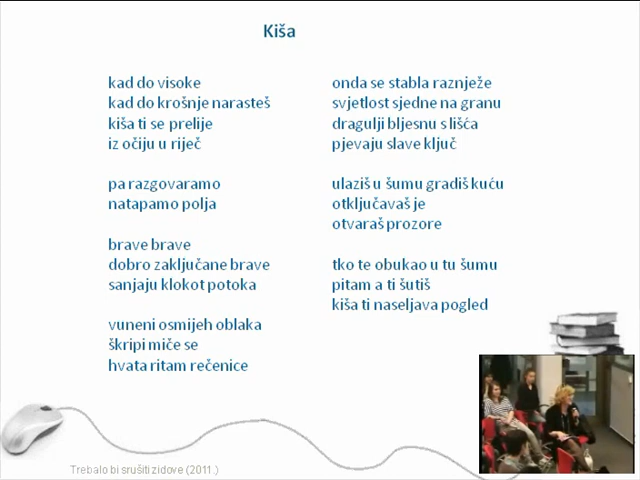 Kiša
kad do visoke
kad do krošnje narasteš
kiša ti se prelije
iz očiju u riječ
pa razgovaramo
natapamo polja
brave brave
dobro zaključane brave
sanjaju klokot potoka
vuneni osmijeh oblaka
škripi miče se
hvata ritam rečenice
onda se stabla raznježe
svjetlost sjedne na granu
dragulji bljesnu s lišća
pjevaju slave ključ
ulaziš u šumu gradiš kuću
otključavaš je
otvaraš prozore
tko te obukao u tu šumu
pitam a ti šutiš
kiša ti naseljava pogled
Trebalo bi srušiti zidove (2011.)